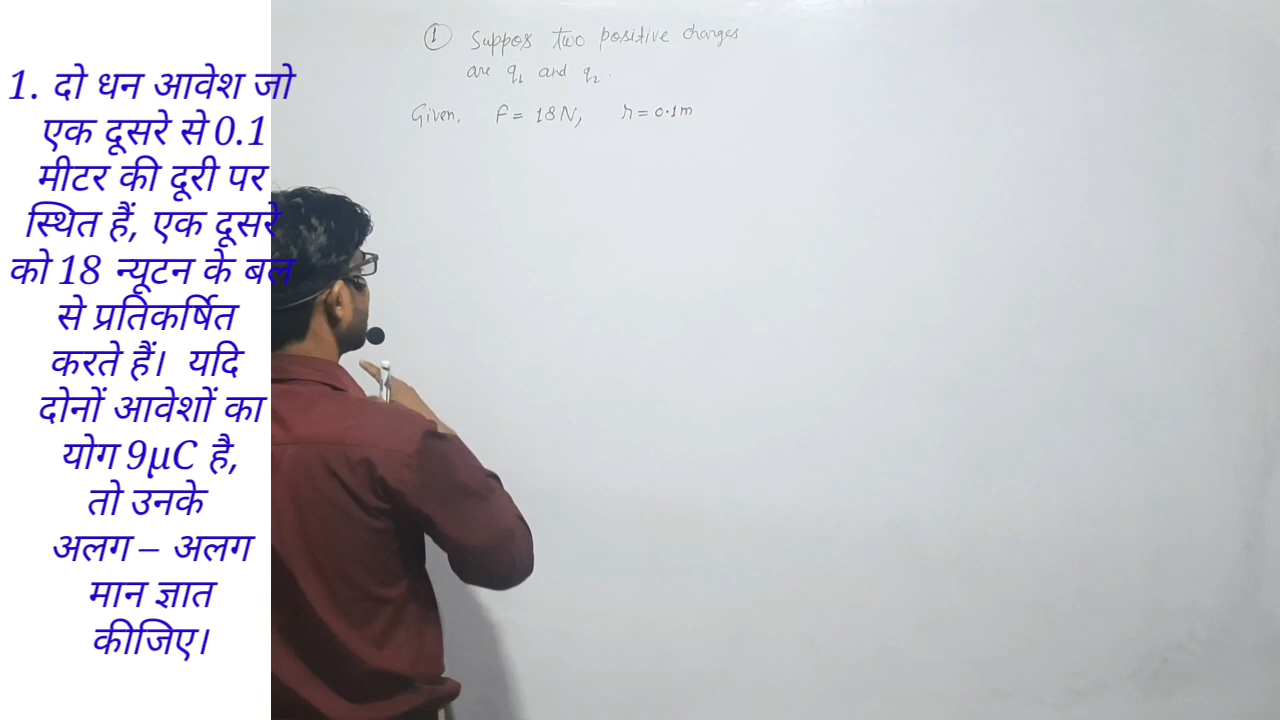 1. दो धन आवेश जो
एक दूसरे से 0.1
मीटर की दूरी पर
स्थित हैं, एक दूसरे
को 18 न्यूटन के बल
से प्रतिकर्षित
करते हैं। यदि
दोनों आवेशों का
योग 9μC है,
तो उनके
अलग – अलग
मान ज्ञात
कीजिए।
① Suppos two positive charges
are q₁ and q₂.
Given, F = 18N, r = 0.1m